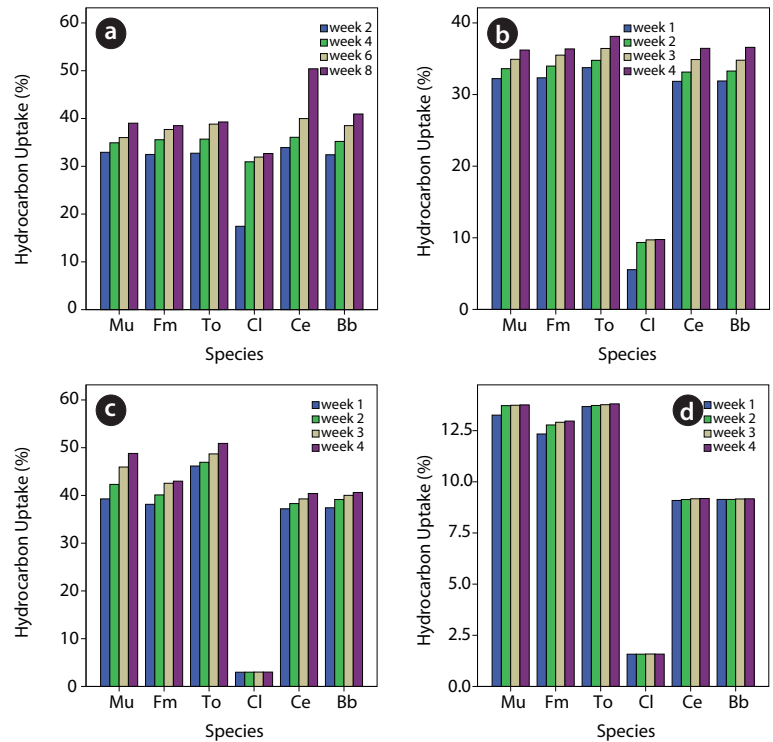 a
week 2
week 4
week 6
week 8
Hydrocarbon Uptake (%)
60
50
40
30
20
10
0
Mu Fm To Cl Ce Bb
Species
b
week 1
week 2
week 3
week 4
Hydrocarbon Uptake (%)
40
30
20
10
0
Mu Fm To Cl Ce Bb
Species
c
week 1
week 2
week 3
week 4
Hydrocarbon Uptake (%)
60
50
40
30
20
10
0
Mu Fm To Cl Ce Bb
Species
d
week 1
week 2
week 3
week 4
Hydrocarbon Uptake (%)
12.5
10.0
7.5
5.0
2.5
0.0
Mu Fm To Cl Ce Bb
Species